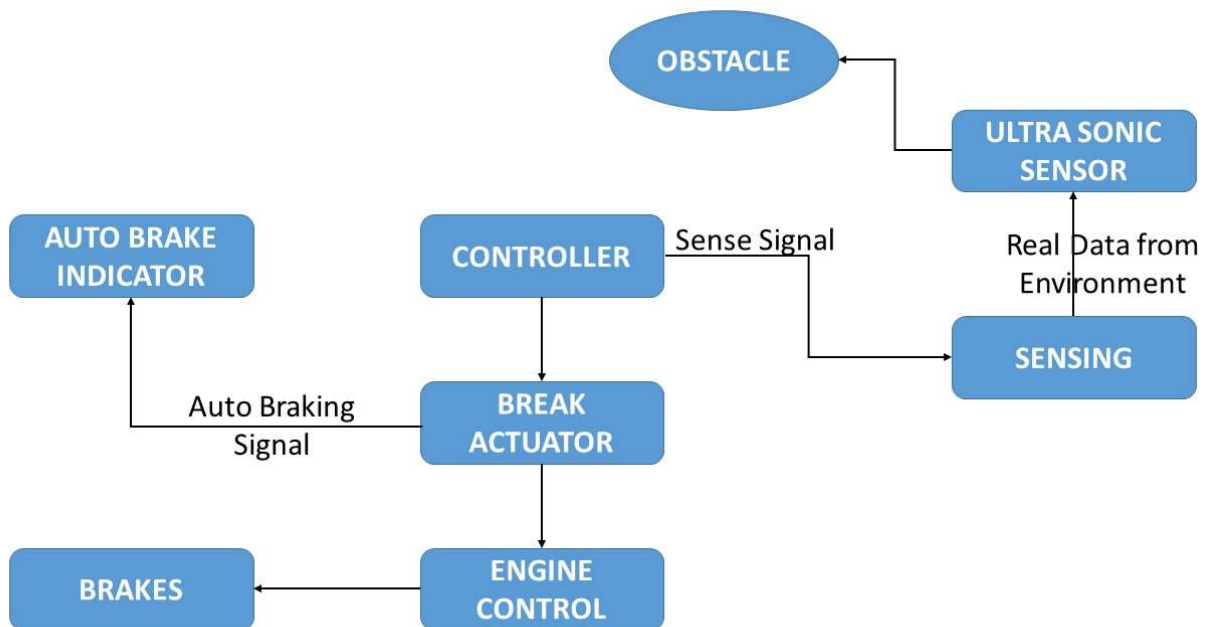 OBSTACLE
ULTRA SONIC
SENSOR
AUTO BRAKE
INDICATOR
CONTROLLER
Sense Signal
Real Data from
Environment
SENSING
Auto Braking
Signal
BREAK
ACTUATOR
BRAKES
ENGINE
CONTROL